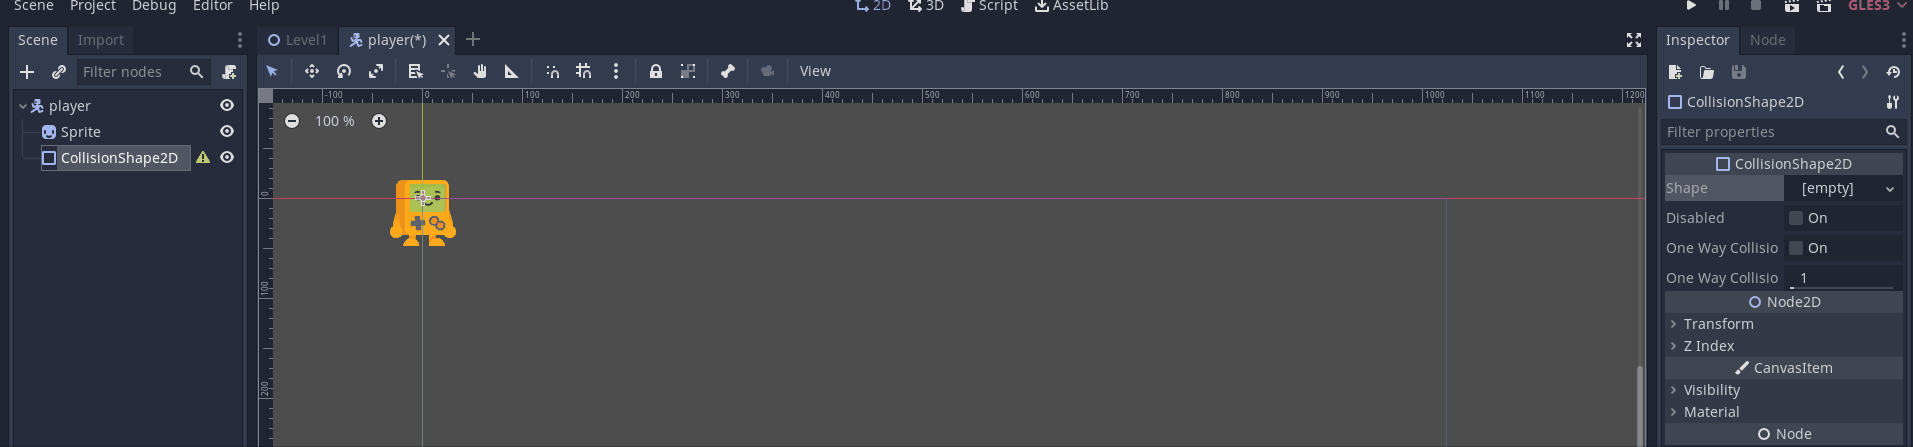 Scene Project Debug Editor Help 2D 3D Script AssetLib GLES3
Scene Import Level1 player(*) Inspector Node
Filter nodes View
-100 0 100 200 300 400 500 600 700 800 900 1000 1100 1200
player CollisionShape2D
100 %
Sprite Filter properties
CollisionShape2D
CollisionShape2D
Shape [empty]
0
Disabled On
One Way Collisio On
One Way Collisio 1
100
Node2D
Transform
Z Index
CanvasItem
200
Visibility
Material
Node